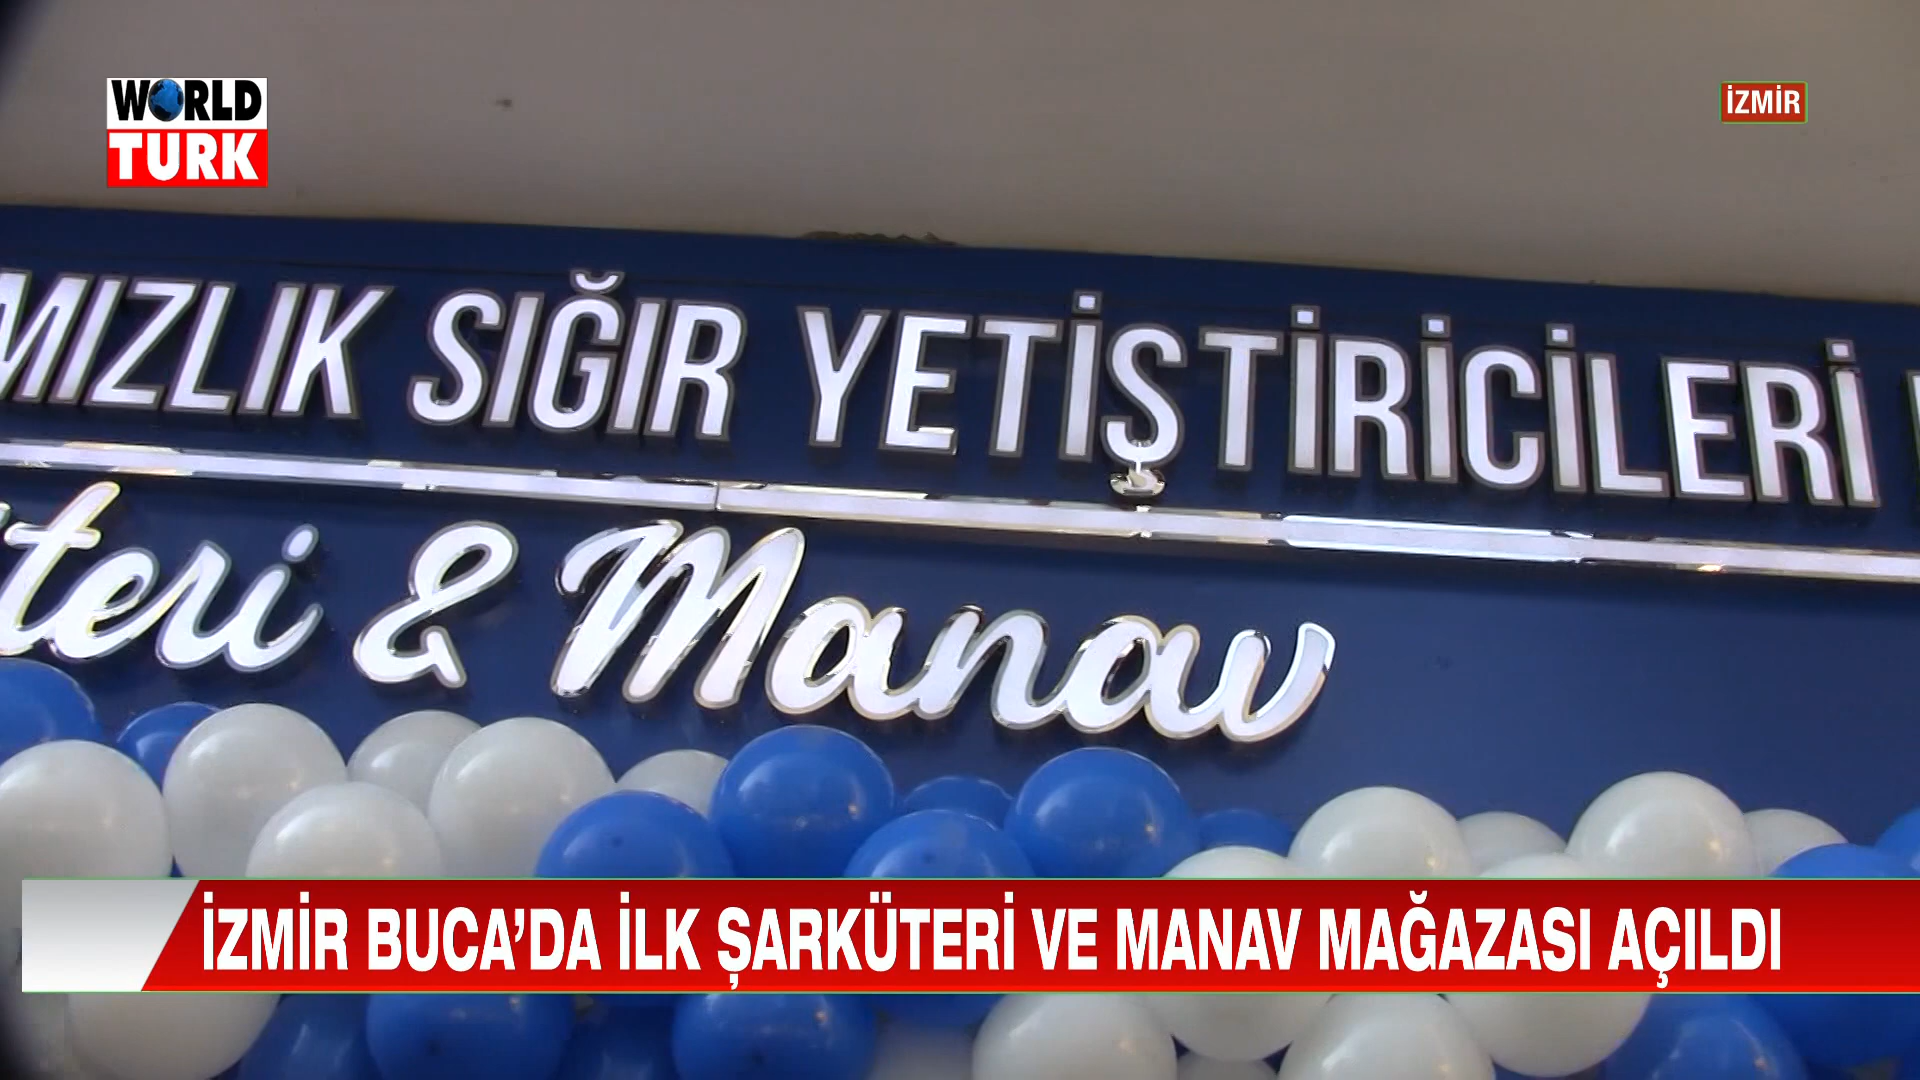 WORLD
TURK
İZMİR
MIZLIK SIĞIR YETİŞTİRİCİLERİ
teri & Manav
İZMİR BUCA’DA İLK ŞARKÜTERİ VE MANAV MAĞAZASI AÇILDI